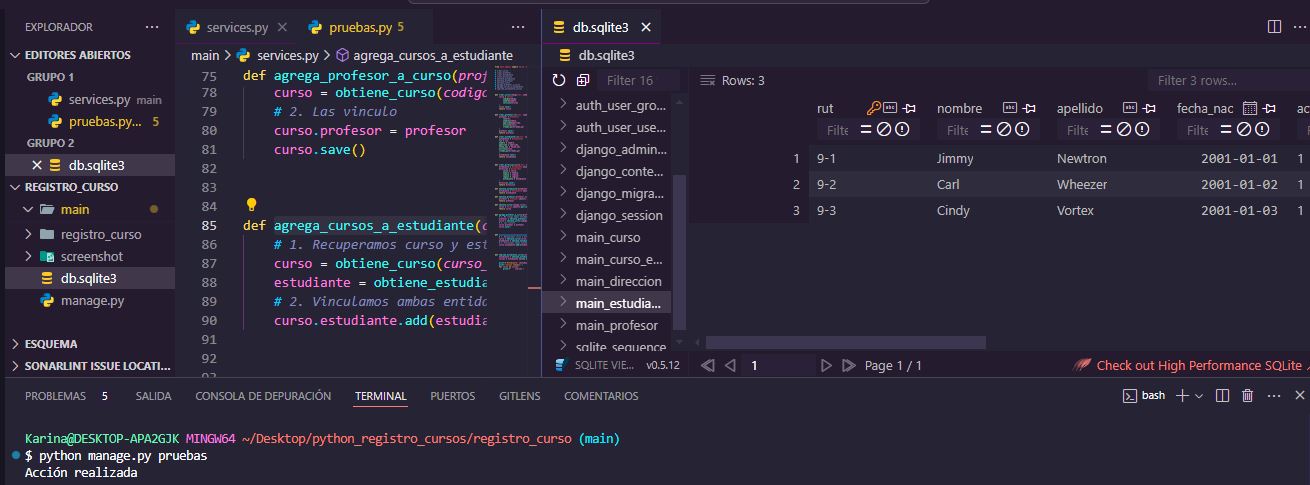 EXPLORADOR ···
EDITORES ABIERTOS
GRUPO 1
services.py main
pruebas.py... 5
GRUPO 2
db.sqlite3
REGISTRO_CURSO
main
registro_curso
screenshot
db.sqlite3
manage.py
ESQUEMA
SONARLINT ISSUE LOCATI...
services.py
pruebas.py 5
···
main > services.py > agrega_cursos_a_estudiante
75 def agrega_profesor_a_curso(prof
78 curso = obtiene_curso(codigo
79 # 2. Las vinculo
80 curso.profesor = profesor
81 curso.save()
82
83
84
85 def agrega_cursos_a_estudiante(c
86 # 1. Recuperamos curso y est
87 curso = obtiene_curso(curso_
88 estudiante = obtiene_estudia
89 # 2. Vinculamos ambas entida
90 curso.estudiante.add(estudia
91
92
93
db.sqlite3
···
db.sqlite3
Filter 16
Rows: 3
Filter 3 rows...
auth_user_gro...
auth_user_use...
django_admin...
django_conte...
django_migra...
django_session
main_curso
main_curso_e...
main_direccion
main_estudia...
main_profesor
sqlite_sequence
SQLITE VIE... v0.5.12
rut nombre apellido fecha_nac ac
Filte Filte Filte Filte
1 9-1 Jimmy Newtron 2001-01-01 1
2 9-2 Carl Wheezer 2001-01-02 1
3 9-3 Cindy Vortex 2001-01-03 1
1 Page 1 / 1
Check out High Performance SQLite
PROBLEMAS 5 SALIDA CONSOLA DE DEPURACIÓN TERMINAL PUERTOS GITLENS COMENTARIOS
bash
Karina@DESKTOP-APA2GJK MINGW64 ~/Desktop/python_registro_cursos/registro_curso (main)
$ python manage.py pruebas
Acción realizada